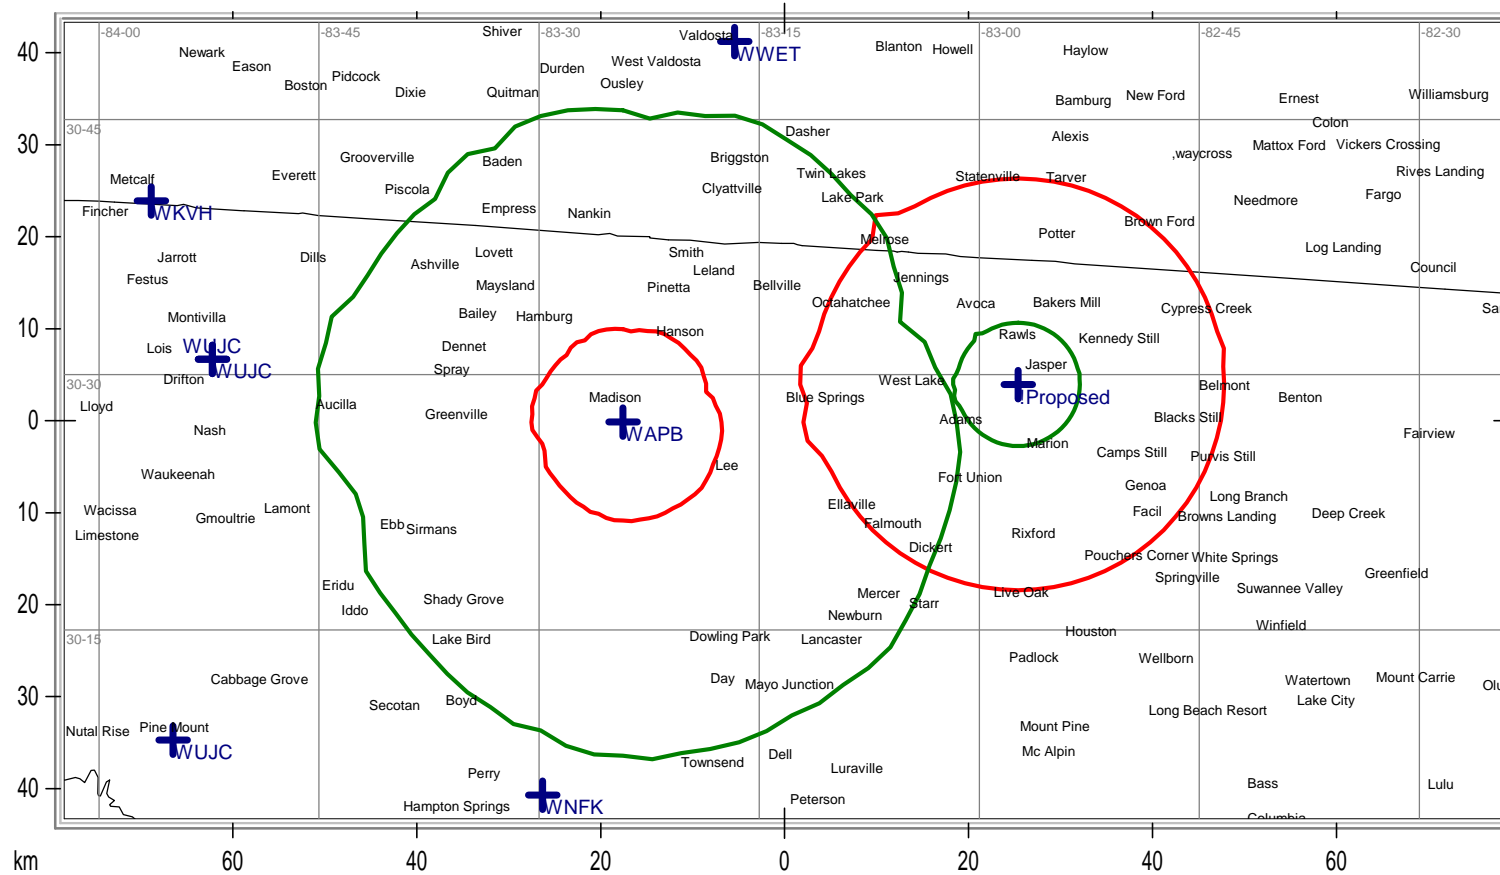 Shiver
-84-00 -83-45 -83-30 -83-15 -83-00 -82-45 -82-30
Valdosta
40 Newark West Valdosta WWET Blanton Howell Haylow
Eason Durden
Boston Pidcock Ousley
Dixie Quitman Bamburg New Ford Ernest Williamsburg
30-45 Dasher Alexis Colon
30 Grooverville Baden Briggston ,waycross Mattox Ford Vickers Crossing
Metcalf Everett Twin Lakes Statenville Tarver Rives Landing
Piscola Clyattville Lake Park Needmore Fargo
Fincher WKVH Empress Nankin Brown Ford
20 Melrose Potter
Jarrott Dills Lovett Smith Log Landing
Ashville Leland Council
Festus Maysland Pinetta Bellville Jennings
Octahatchee Avoca Bakers Mill Cypress Creek Sa
Montivilla Bailey Hamburg
10 Hanson Rawls Kennedy Still
Lois WUJC Dennet
WUJC Spray Jasper
30-30 Drifton West Lake Belmont
Lloyd Aucilla Madison Blue Springs !Proposed Benton
0 Greenville Adams Blacks Still
Nash WAPB Fairview
Marion
Camps Still Purvis Still
Waukeenah Lee Fort Union
Genoa Long Branch
10 Wacissa Lamont Ellaville Facil Browns Landing Deep Creek
Gmoultrie Ebb Sirmans Falmouth
Limestone Rixford
Dickert Pouchers Corner White Springs
Springville Greenfield
Eridu Mercer Live Oak Suwannee Valley
20 Iddo Shady Grove Starr
Newburn
30-15 Lake Bird Dowling Park Lancaster Houston Winfield
Padlock Wellborn
Cabbage Grove Day Mayo Junction Watertown Mount Carrie Olu
30 Secotan Boyd Long Beach Resort Lake City
Nutal Rise Pine Mount Mount Pine
WUJC Dell Mc Alpin
Townsend Luraville
Perry
40 Hampton Springs WNFK Peterson Bass Lulu
Columbia
km 60 40 20 0 20 40 60